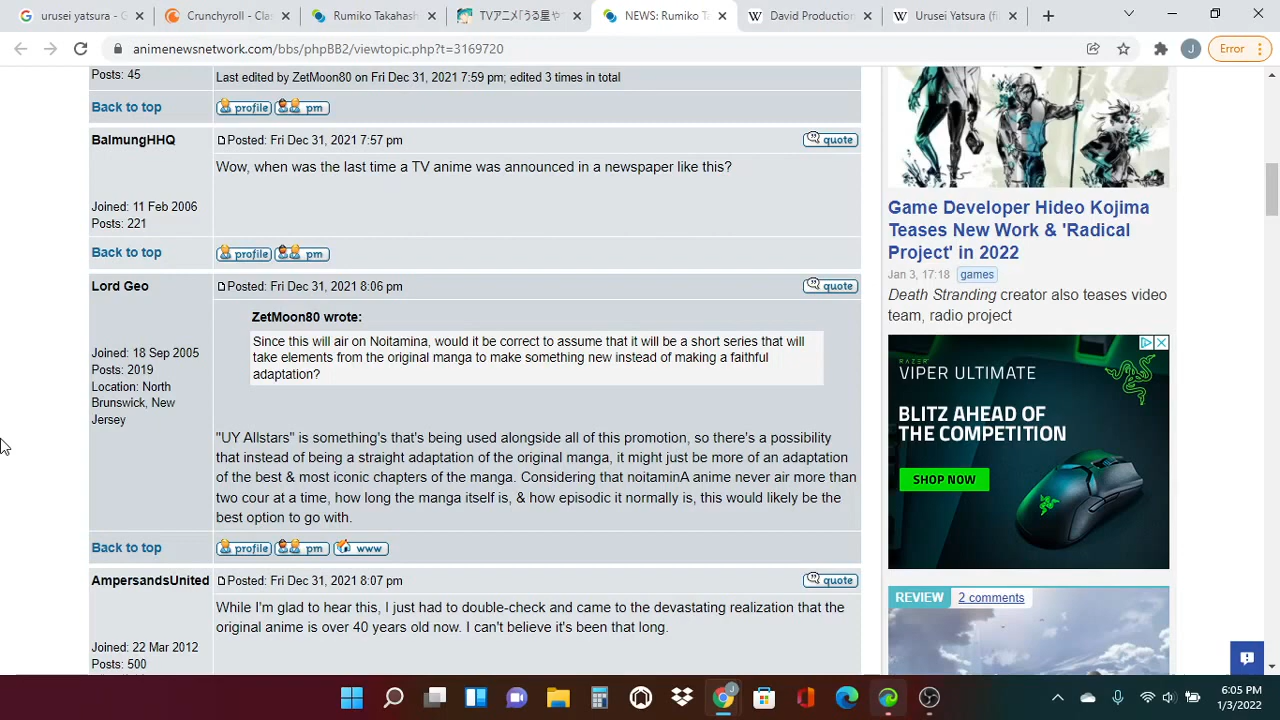 urusei yatsura - G
Crunchyroll - Clas
Rumiko Takahash
TVアニメ「うる星や
NEWS: Rumiko Ta
David Production
Urusei Yatsura (fi
animenewsnetwork.com/bbs/phpBB2/viewtopic.php?t=3169720
J
Error
Posts: 45
Last edited by ZetMoon80 on Fri Dec 31, 2021 7:59 pm; edited 3 times in total
Back to top
profile
pm
BalmungHHQ
Posted: Fri Dec 31, 2021 7:57 pm
quote
Wow, when was the last time a TV anime was announced in a newspaper like this?
Joined: 11 Feb 2006
Posts: 221
Back to top
profile
pm
Lord Geo
Posted: Fri Dec 31, 2021 8:06 pm
quote
ZetMoon80 wrote:
Since this will air on Noitamina, would it be correct to assume that it will be a short series that will
take elements from the original manga to make something new instead of making a faithful
adaptation?
Joined: 18 Sep 2005
Posts: 2019
Location: North
Brunswick, New
Jersey
"UY Allstars" is something's that's being used alongside all of this promotion, so there's a possibility
that instead of being a straight adaptation of the original manga, it might just be more of an adaptation
of the best & most iconic chapters of the manga. Considering that noitaminA anime never air more than
two cour at a time, how long the manga itself is, & how episodic it normally is, this would likely be the
best option to go with.
Back to top
profile
pm
www
AmpersandsUnited
Posted: Fri Dec 31, 2021 8:07 pm
quote
While I'm glad to hear this, I just had to double-check and came to the devastating realization that the
original anime is over 40 years old now. I can't believe it's been that long.
Joined: 22 Mar 2012
Posts: 500
Game Developer Hideo Kojima
Teases New Work & 'Radical
Project' in 2022
Jan 3, 17:18 games
Death Stranding creator also teases video
team, radio project
RAZER
VIPER ULTIMATE
BLITZ AHEAD OF
THE COMPETITION
SHOP NOW
REVIEW 2 comments
6:05 PM
1/3/2022